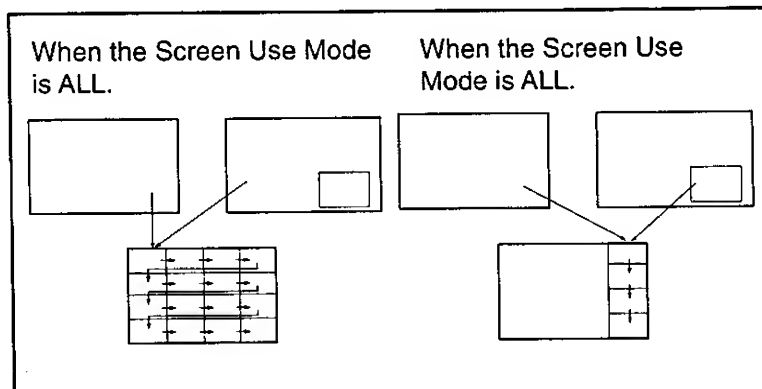 When the Screen Use Mode
is ALL.
When the Screen Use
Mode is ALL.